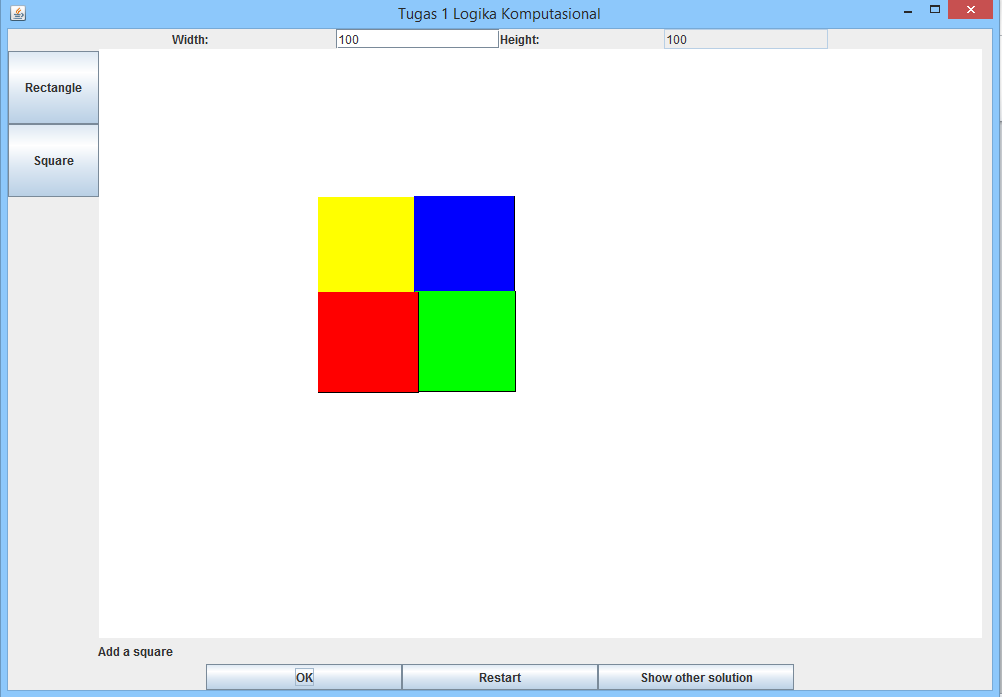 Tugas 1 Logika Komputasional
Width: 100 Height: 100
Rectangle
Square
Add a square
OK Restart Show other solution